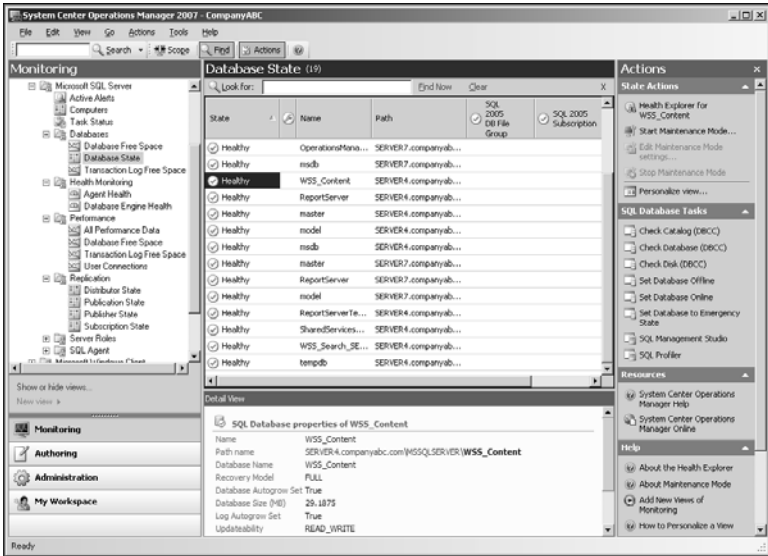 System Center Operations Manager 2007 - CompanyABC
File Edit View Go Actions Tools Help
Search Scope Find Actions
Monitoring
Microsoft SQL Server
Active Alerts
Computers
Task Status
Databases
Database Free Space
Database State
Transaction Log Free Space
Health Monitoring
Agent Health
Database Engine Health
Performance
All Performance Data
Database Free Space
Transaction Log Free Space
User Connections
Replication
Distributor State
Publication State
Publisher State
Subscription State
Server Roles
SQL Agent
Microsoft Windows Client
Show or hide views...
New view
Monitoring
Authoring
Administration
My Workspace
Database State (19)
Look for: Find Now Clear X
State Name Path SQL 2005 DB File Group SQL 2005 Subscription
Healthy OperationsMana... SERVER7.companyab...
Healthy msdb SERVER7.companyab...
Healthy WSS_Content SERVER4.companyab...
Healthy ReportServer SERVER4.companyab...
Healthy master SERVER4.companyab...
Healthy model SERVER4.companyab...
Healthy msdb SERVER4.companyab...
Healthy master SERVER7.companyab...
Healthy ReportServer SERVER7.companyab...
Healthy model SERVER7.companyab...
Healthy ReportServerTe... SERVER4.companyab...
Healthy SharedServices... SERVER4.companyab...
Healthy WSS_Search_SE... SERVER4.companyab...
Healthy tempdb SERVER4.companyab...
Detail View
SQL Database properties of WSS_Content
Name WSS_Content
Path name SERVER4.companyabc.com\MSSQLSERVER\WSS_Content
Database Name WSS_Content
Recovery Model FULL
Database Autogrow Set True
Database Size (MB) 29.1875
Log Autogrow Set True
Updateability READ_WRITE
Actions
State Actions
Health Explorer for
WSS_Content
Start Maintenance Mode...
Edit Maintenance Mode
settings...
Stop Maintenance Mode
Personalize view...
SQL Database Tasks
Check Catalog (DBCC)
Check Database (DBCC)
Check Disk (DBCC)
Set Database Offline
Set Database Online
Set Database to Emergency
State
SQL Management Studio
SQL Profiler
Resources
System Center Operations
Manager Help
System Center Operations
Manager Online
Help
About the Health Explorer
About Maintenance Mode
Add New Views of
Monitoring
How to Personalize a View
Ready